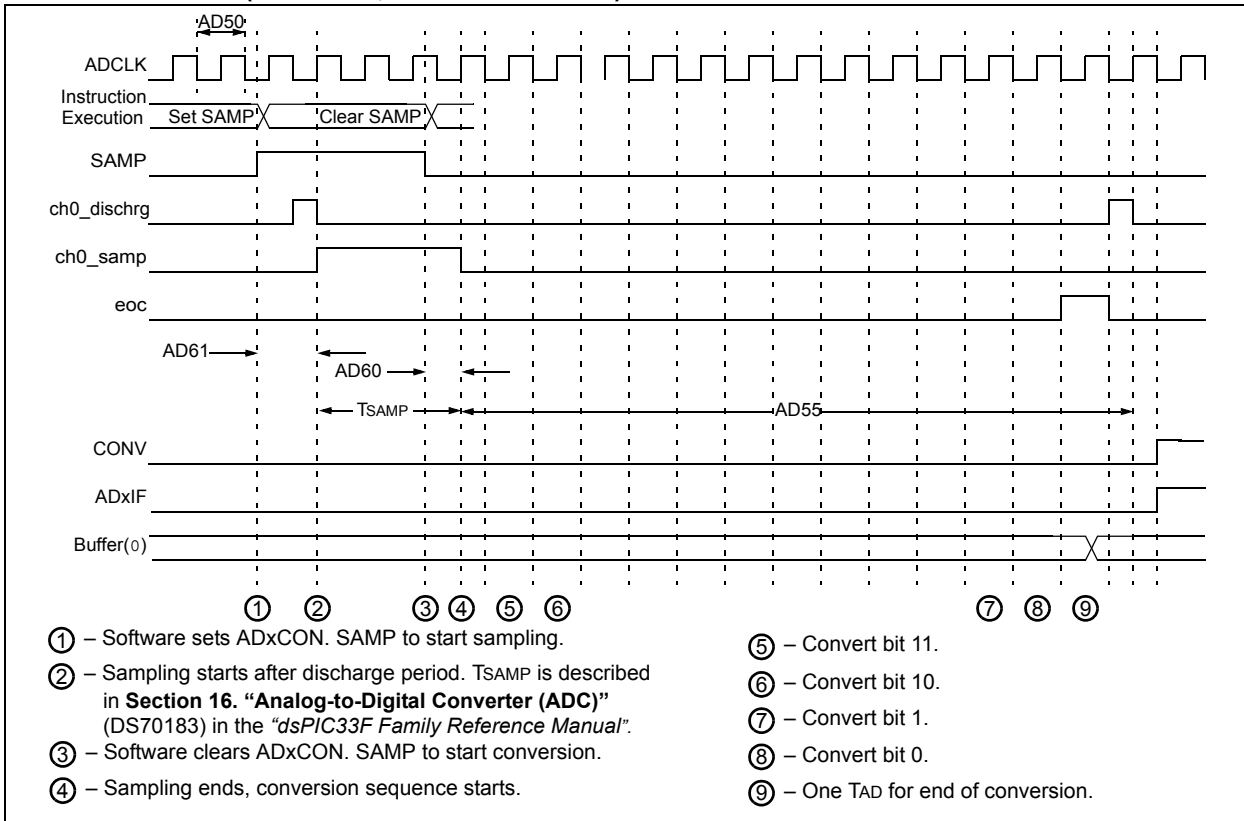 AD50
ADCLK
Instruction
Execution
Set SAMP
Clear SAMP
SAMP
ch0_dischrg
ch0_samp
eoc
AD61
AD60
TSAMP
AD55
CONV
ADxIF
Buffer(0)
1 2 3 4 5 6 7 8 9
1 – Software sets ADxCON. SAMP to start sampling.
2 – Sampling starts after discharge period. TSAMP is described
in Section 16. “Analog-to-Digital Converter (ADC)”
(DS70183) in the “dsPIC33F Family Reference Manual”.
3 – Software clears ADxCON. SAMP to start conversion.
4 – Sampling ends, conversion sequence starts.
5 – Convert bit 11.
6 – Convert bit 10.
7 – Convert bit 1.
8 – Convert bit 0.
9 – One TAD for end of conversion.